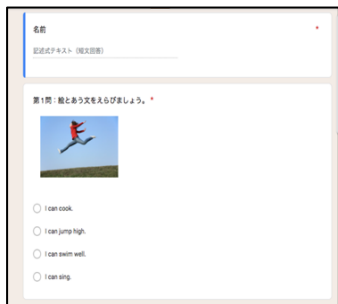 名前 *
記述式テキスト（短文回答）
第1問：絵とあう文をえらびましょう。 *
I can cook.
I can jump high.
I can swim well.
I can sing.